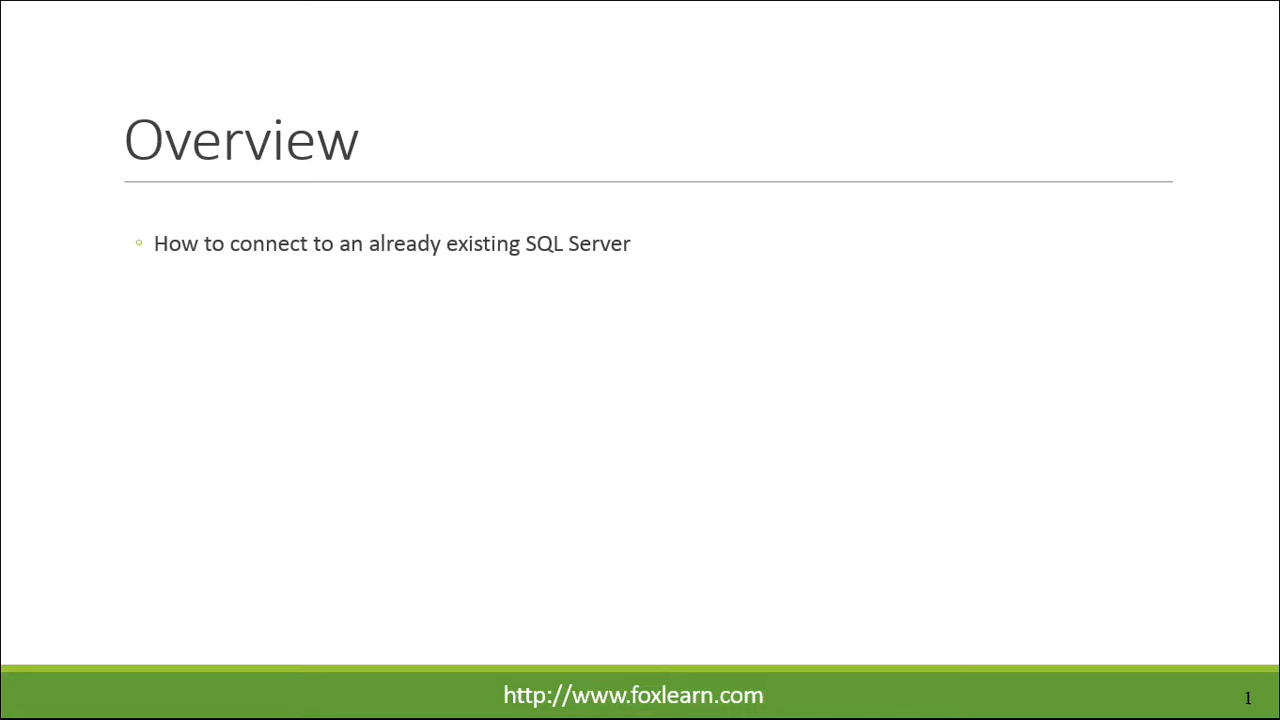 Overview
◦ How to connect to an already existing SQL Server
http://www.foxlearn.com
1